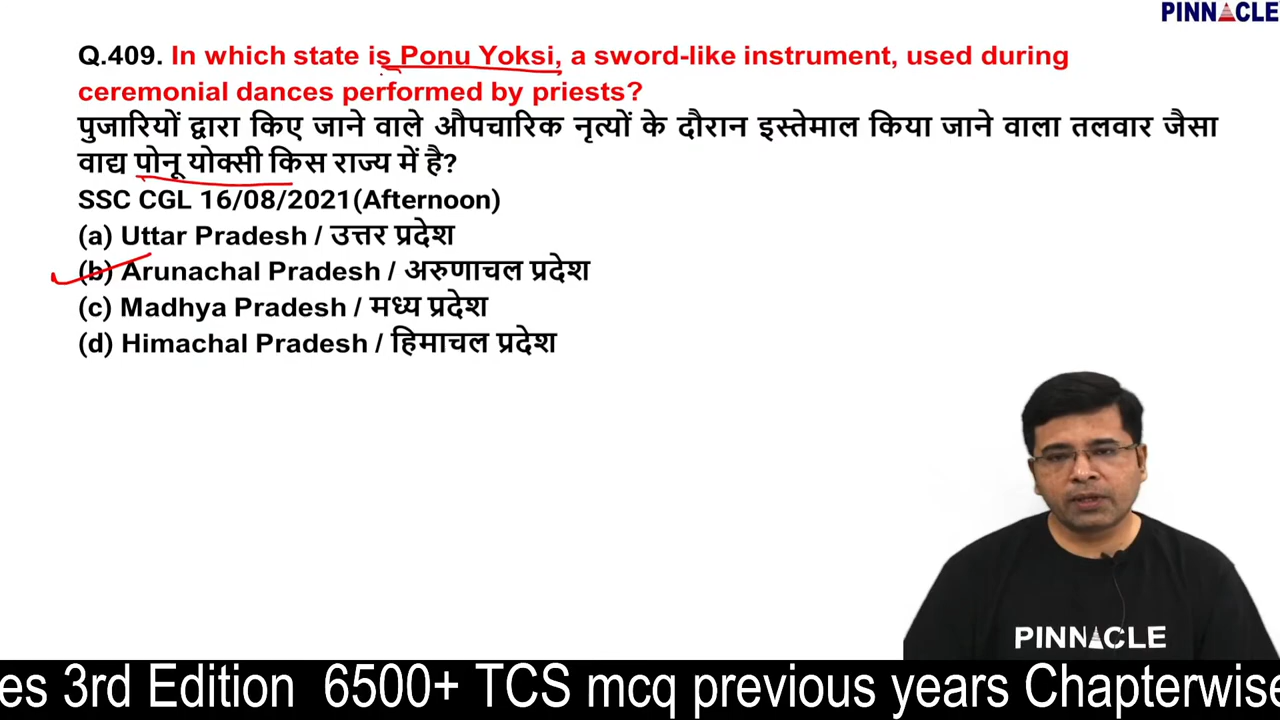 PINNACLE
Q.409. In which state is Ponu Yoksi, a sword-like instrument, used during
ceremonial dances performed by priests?
पुजारियों द्वारा किए जाने वाले औपचारिक नृत्यों के दौरान इस्तेमाल किया जाने वाला तलवार जैसा
वाद्य पोनू योक्सी किस राज्य में है?
SSC CGL 16/08/2021(Afternoon)
(a) Uttar Pradesh / उत्तर प्रदेश
(b) Arunachal Pradesh / अरुणाचल प्रदेश
(c) Madhya Pradesh / मध्य प्रदेश
(d) Himachal Pradesh / हिमाचल प्रदेश
PINNACLE
es 3rd Edition 6500+ TCS mcq previous years Chapterwise